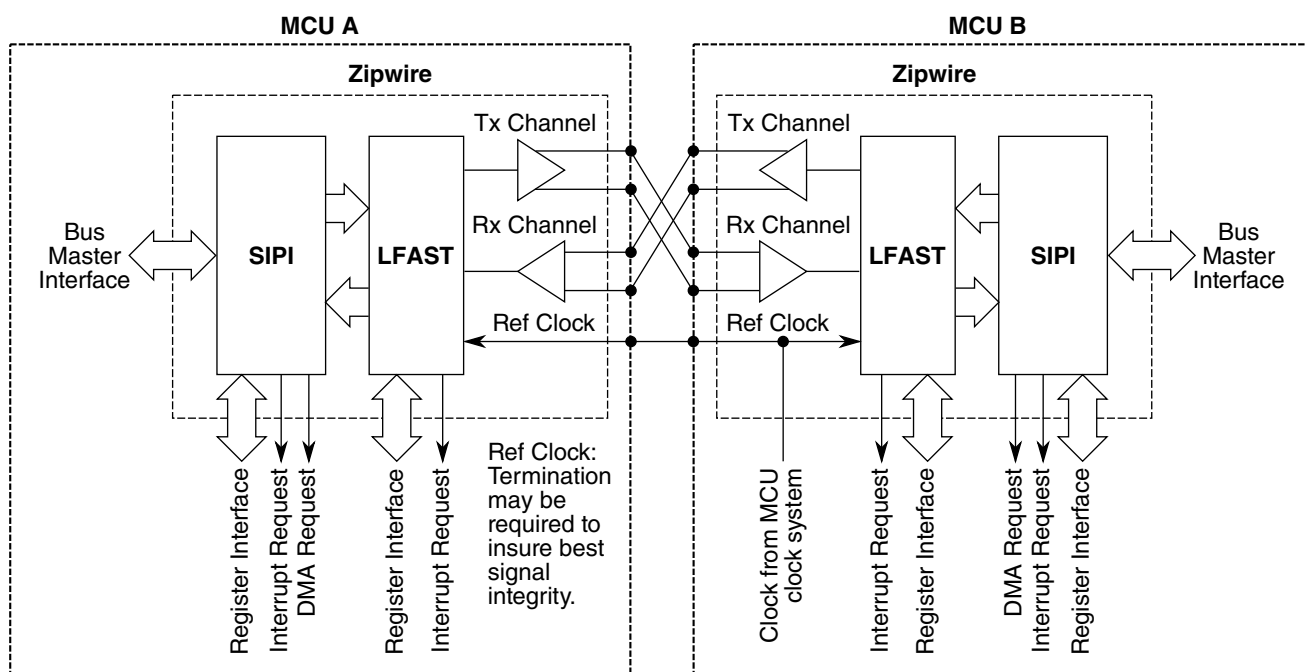 MCU A
MCU B
Zipwire
Zipwire
Tx Channel
Tx Channel
Rx Channel
Rx Channel
Bus
Master
Interface
SIPI
LFAST
LFAST
SIPI
Bus
Master
Interface
Ref Clock
Ref Clock
Register Interface
Interrupt Request
DMA Request
Register Interface
Interrupt Request
Ref Clock:
Termination
may be
required to
insure best
signal
integrity.
Clock from MCU
clock system
Interrupt Request
Register Interface
DMA Request
Interrupt Request
Register Interface